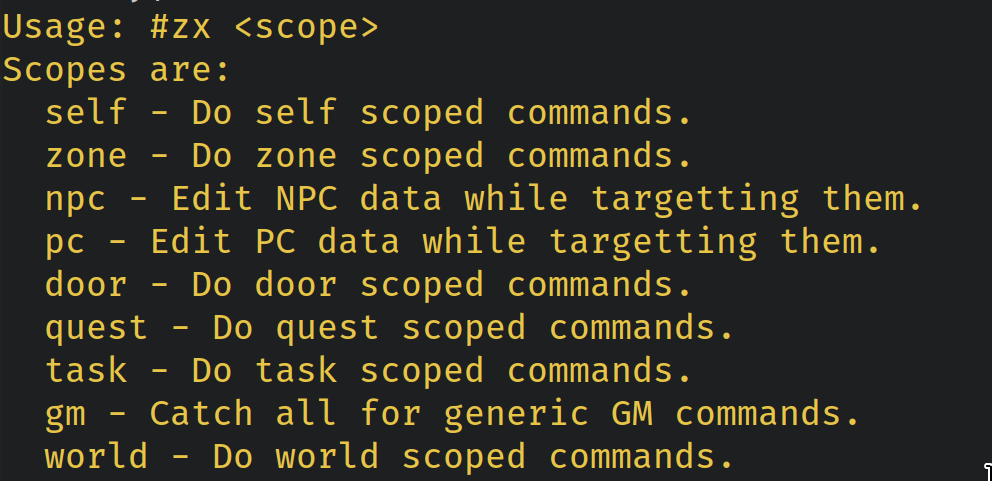 Usage: #zx <scope>
Scopes are:
self - Do self scoped commands.
zone - Do zone scoped commands.
npc - Edit NPC data while targetting them.
pc - Edit PC data while targetting them.
door - Do door scoped commands.
quest - Do quest scoped commands.
task - Do task scoped commands.
gm - Catch all for generic GM commands.
world - Do world scoped commands.